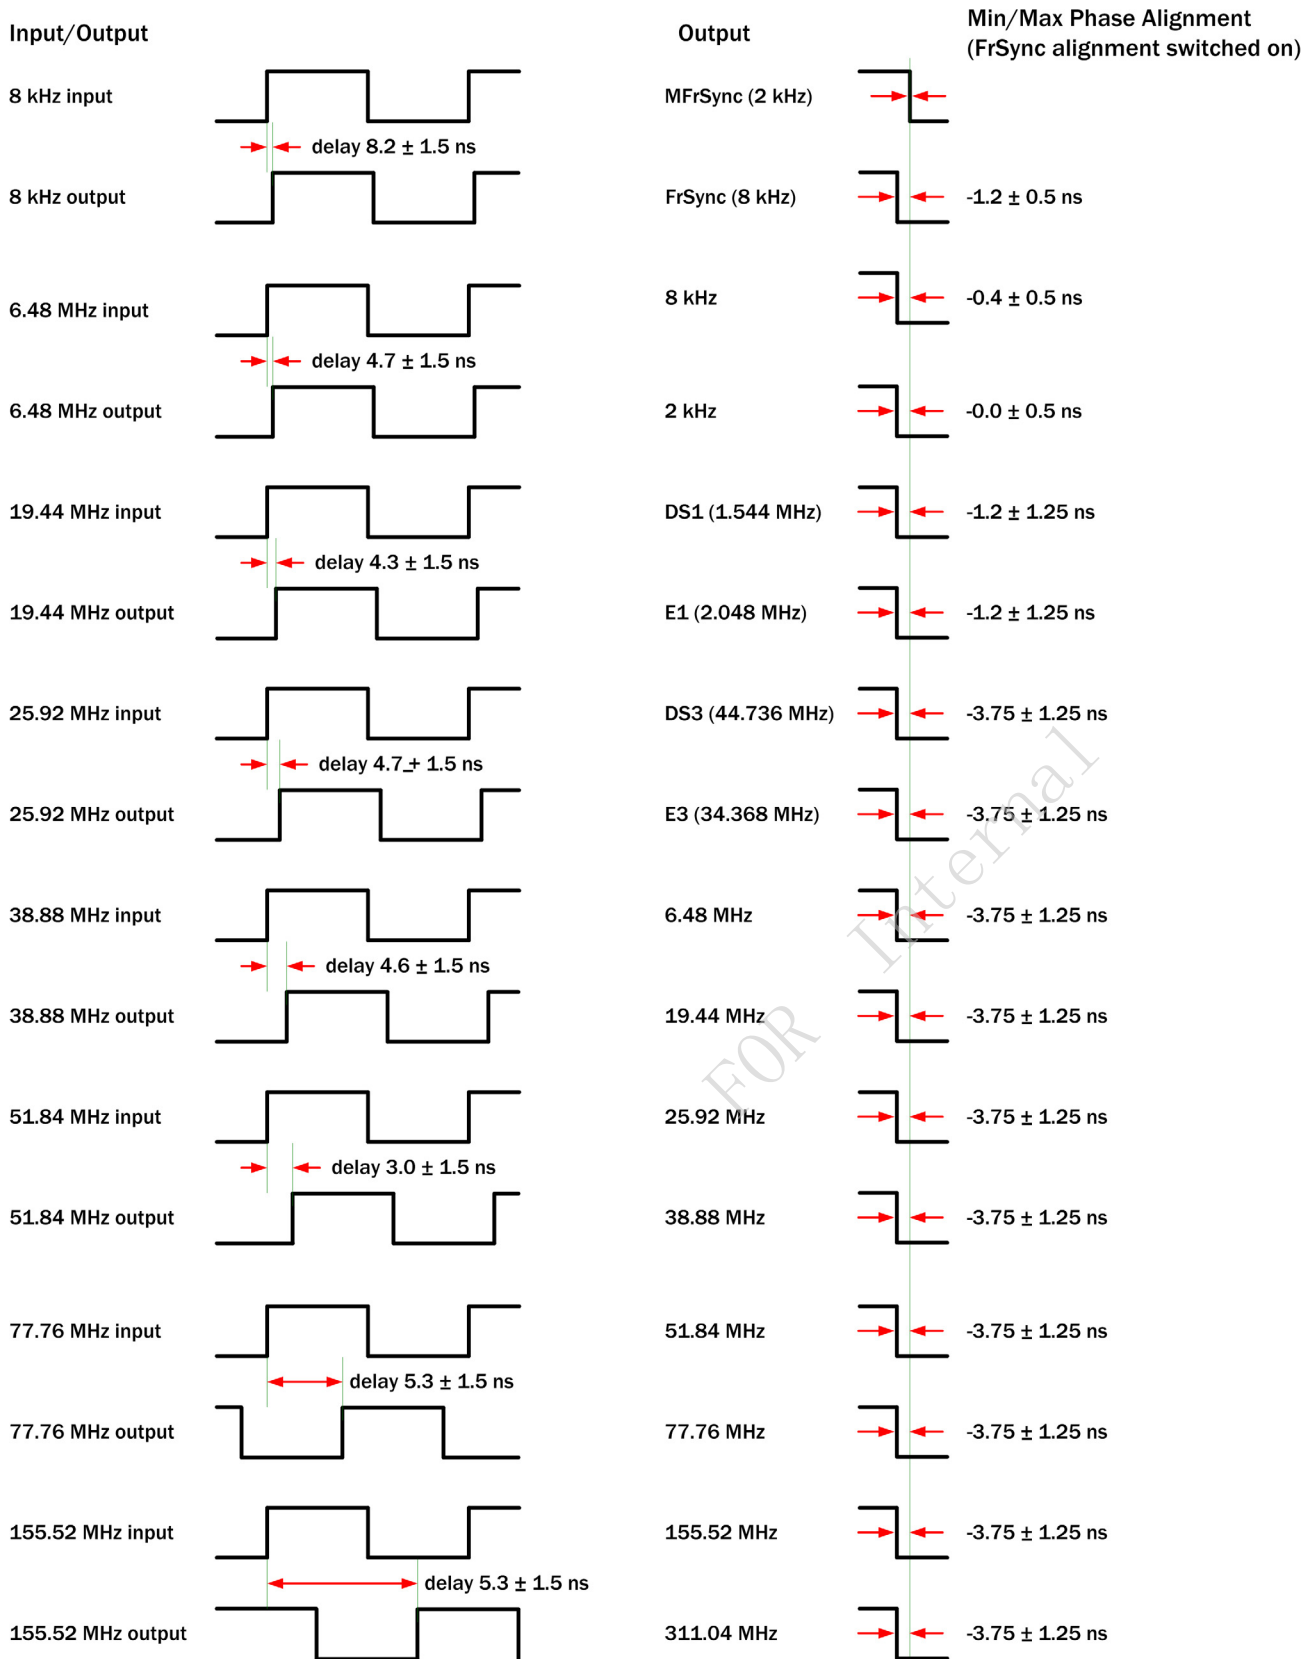 Input/Output
8 kHz input
delay 8.2 ± 1.5 ns
8 kHz output
6.48 MHz input
delay 4.7 ± 1.5 ns
6.48 MHz output
19.44 MHz input
delay 4.3 ± 1.5 ns
19.44 MHz output
25.92 MHz input
delay 4.7_+ 1.5 ns
25.92 MHz output
38.88 MHz input
delay 4.6 ± 1.5 ns
38.88 MHz output
51.84 MHz input
delay 3.0 ± 1.5 ns
51.84 MHz output
77.76 MHz input
delay 5.3 ± 1.5 ns
77.76 MHz output
155.52 MHz input
delay 5.3 ± 1.5 ns
155.52 MHz output
Output
Min/Max Phase Alignment
(FrSync alignment switched on)
MFrSync (2 kHz)
FrSync (8 kHz) -1.2 ± 0.5 ns
8 kHz -0.4 ± 0.5 ns
2 kHz -0.0 ± 0.5 ns
DS1 (1.544 MHz) -1.2 ± 1.25 ns
E1 (2.048 MHz) -1.2 ± 1.25 ns
DS3 (44.736 MHz) -3.75 ± 1.25 ns
E3 (34.368 MHz) -3.75 ± 1.25 ns
6.48 MHz -3.75 ± 1.25 ns
19.44 MHz -3.75 ± 1.25 ns
25.92 MHz -3.75 ± 1.25 ns
38.88 MHz -3.75 ± 1.25 ns
51.84 MHz -3.75 ± 1.25 ns
77.76 MHz -3.75 ± 1.25 ns
155.52 MHz -3.75 ± 1.25 ns
311.04 MHz -3.75 ± 1.25 ns
FOR Internal